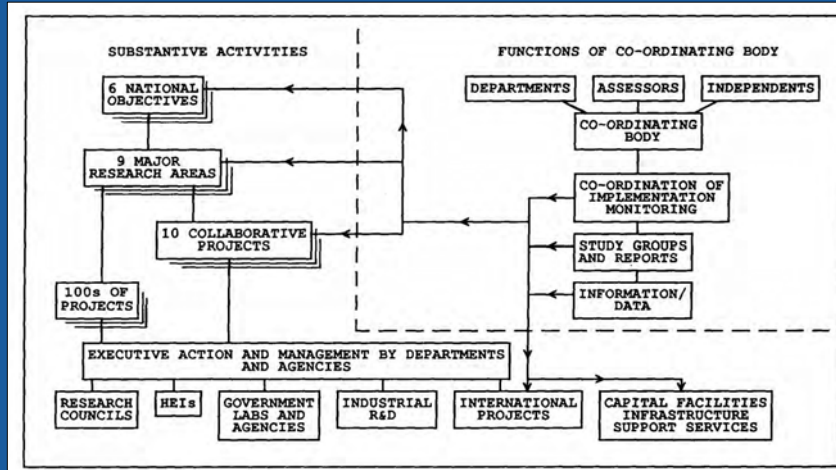 SUBSTANTIVE ACTIVITIES
FUNCTIONS OF CO-ORDINATING BODY
6 NATIONAL
OBJECTIVES
DEPARTMENTS
ASSESSORS
INDEPENDENTS
CO-ORDINATING
BODY
9 MAJOR
RESEARCH AREAS
CO-ORDINATION OF
IMPLEMENTATION
MONITORING
10 COLLABORATIVE
PROJECTS
STUDY GROUPS
AND REPORTS
100s OF
PROJECTS
INFORMATION/
DATA
EXECUTIVE ACTION AND MANAGEMENT BY DEPARTMENTS
AND AGENCIES
RESEARCH
COUNCILS
HEIs
GOVERNMENT
LABS AND
AGENCIES
INDUSTRIAL
R&D
INTERNATIONAL
PROJECTS
CAPITAL FACILITIES
INFRASTRUCTURE
SUPPORT SERVICES